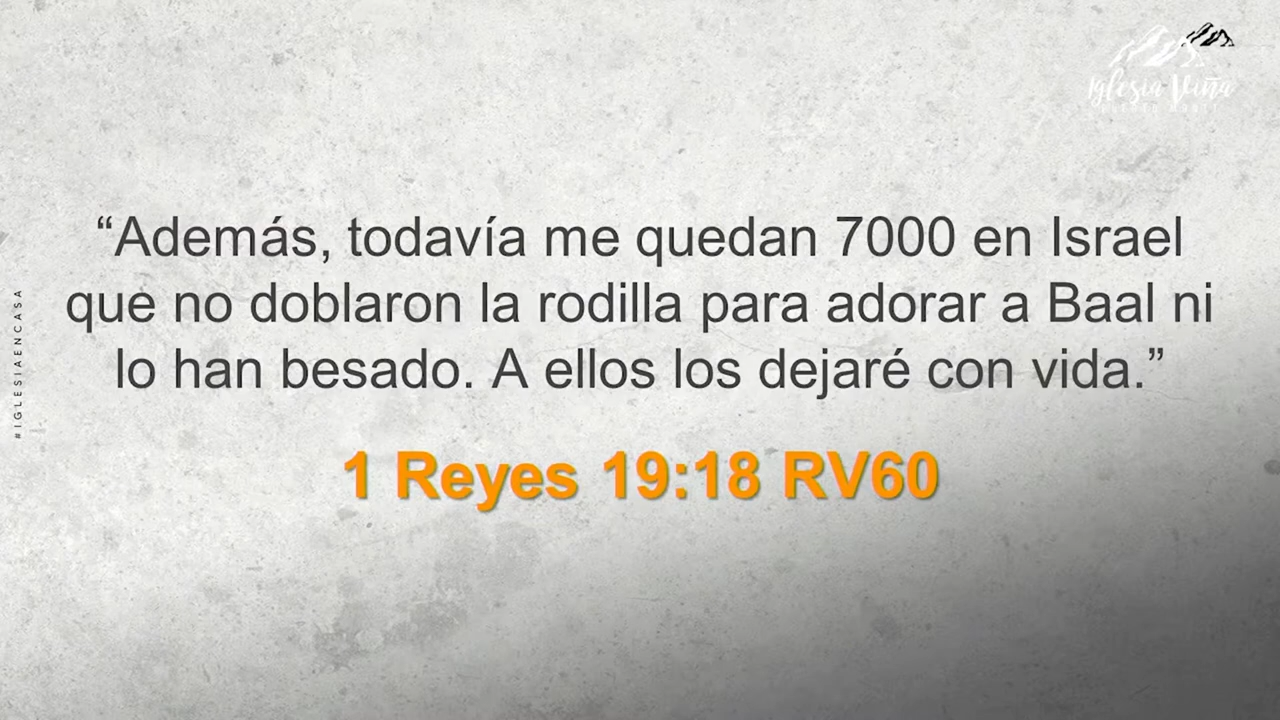 Iglesia Viña
“Además, todavía me quedan 7000 en Israel
que no doblaron la rodilla para adorar a Baal ni
lo han besado. A ellos los dejaré con vida.”
1 Reyes 19:18 RV60
#IGLESIAENCASA